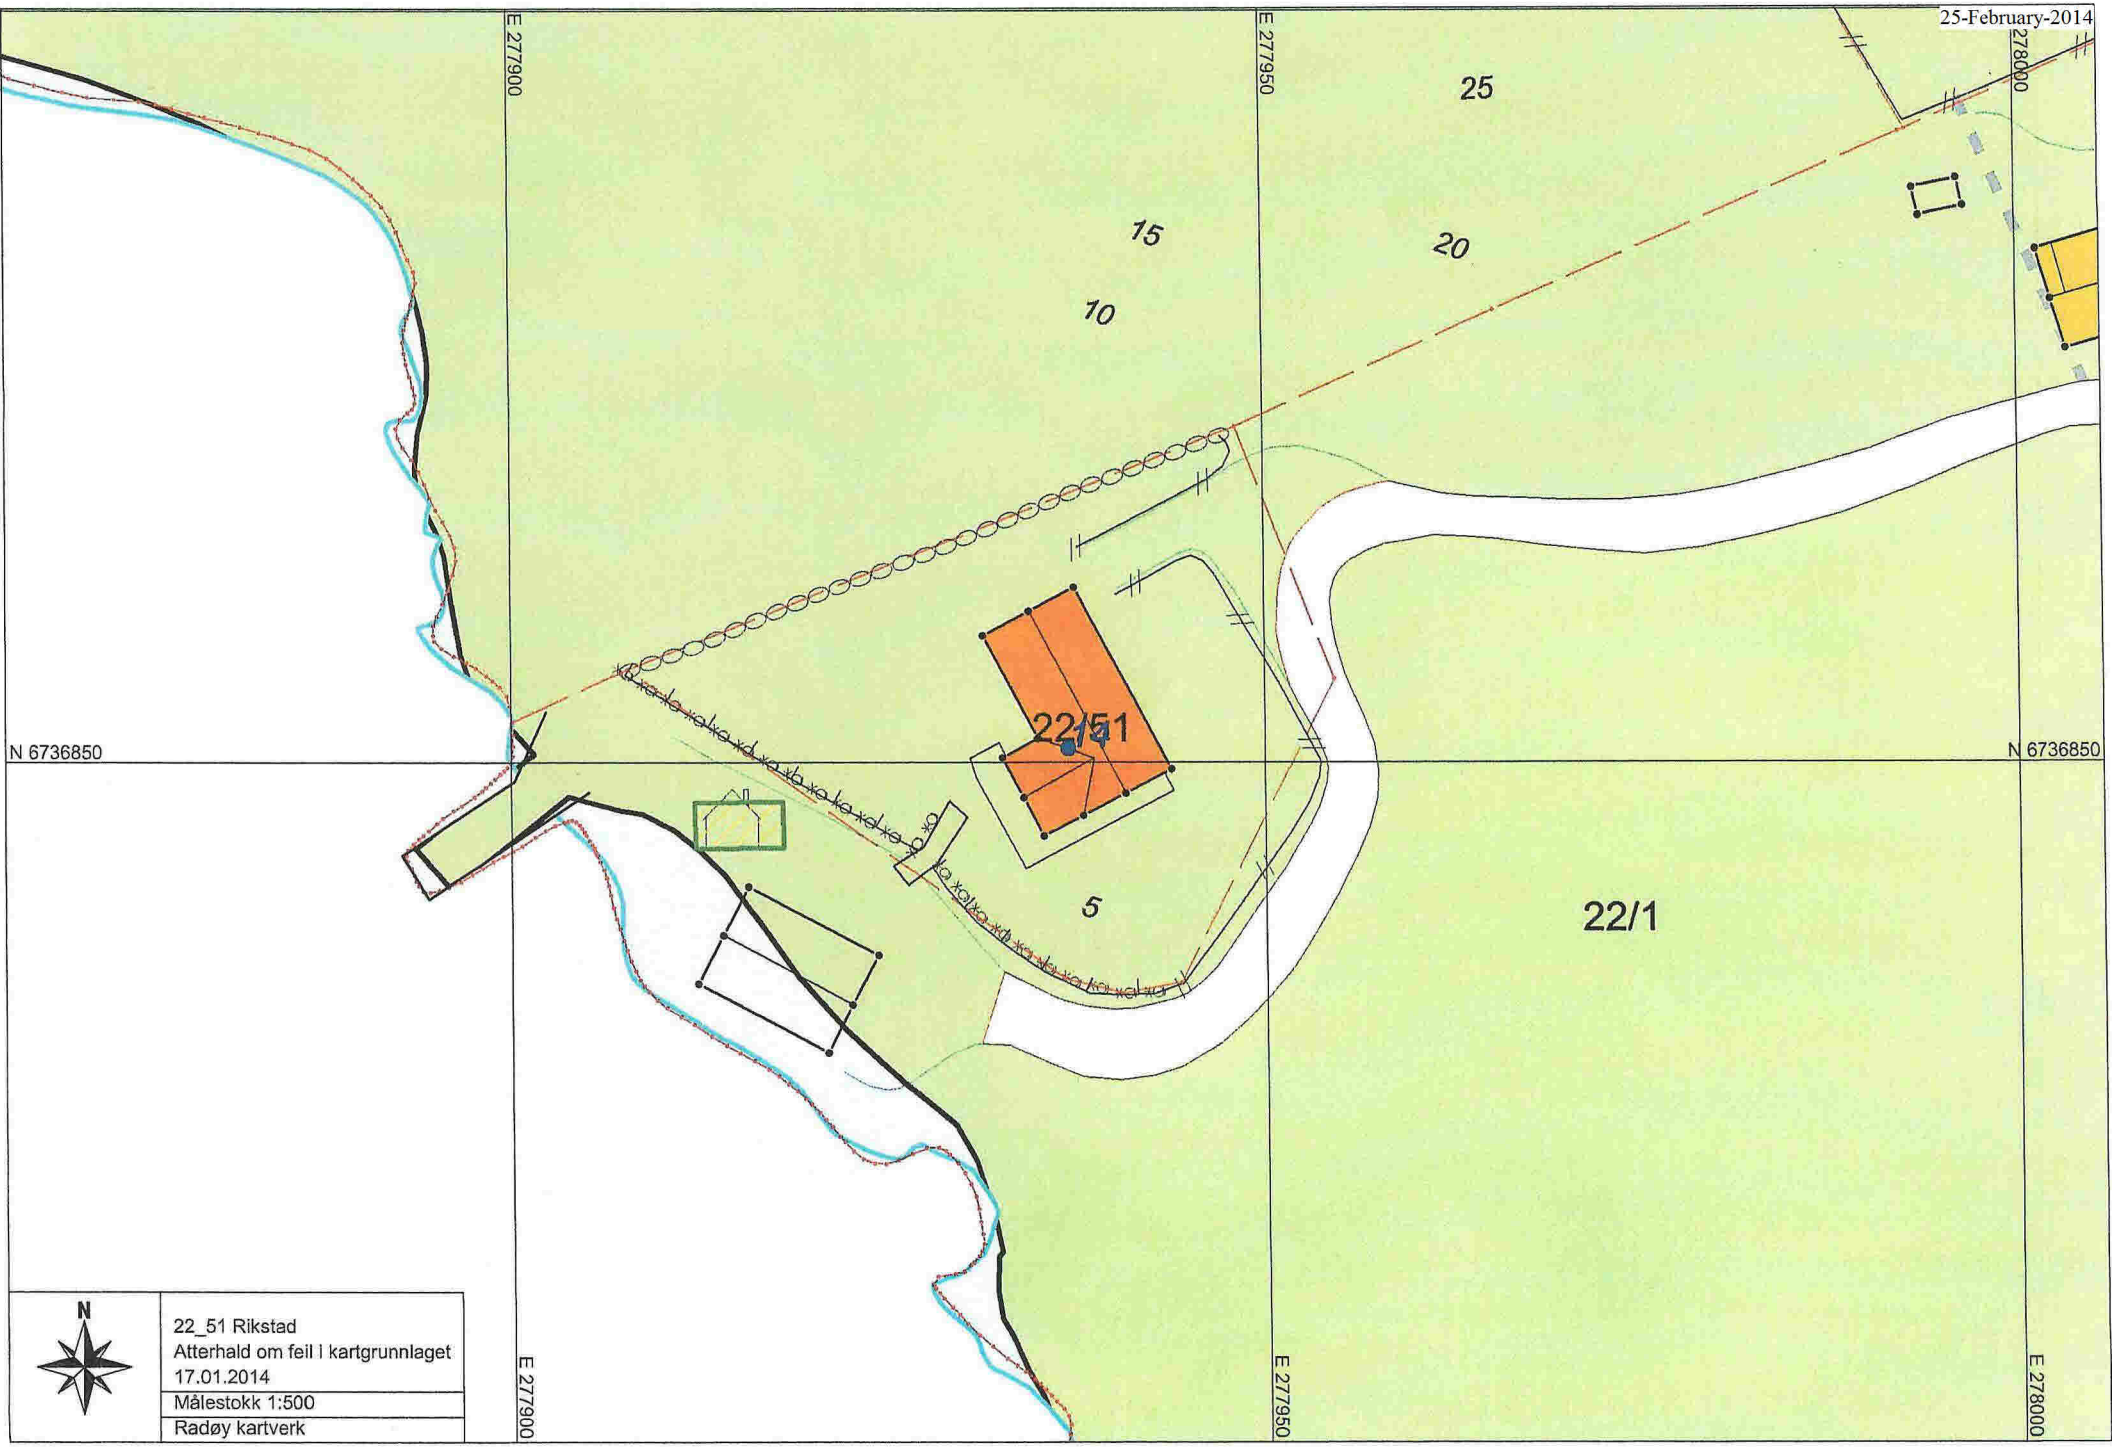 25-February-2014
E 277900
E 277950
278000
25
15
20
10
22/51
N 6736850
N 6736850
5
22/1
N
22_51 Rikstad
Atterhald om feil i kartgrunnlaget
17.01.2014
Målestokk 1:500
Radøy kartverk
E 277900
E 277950
E 278000